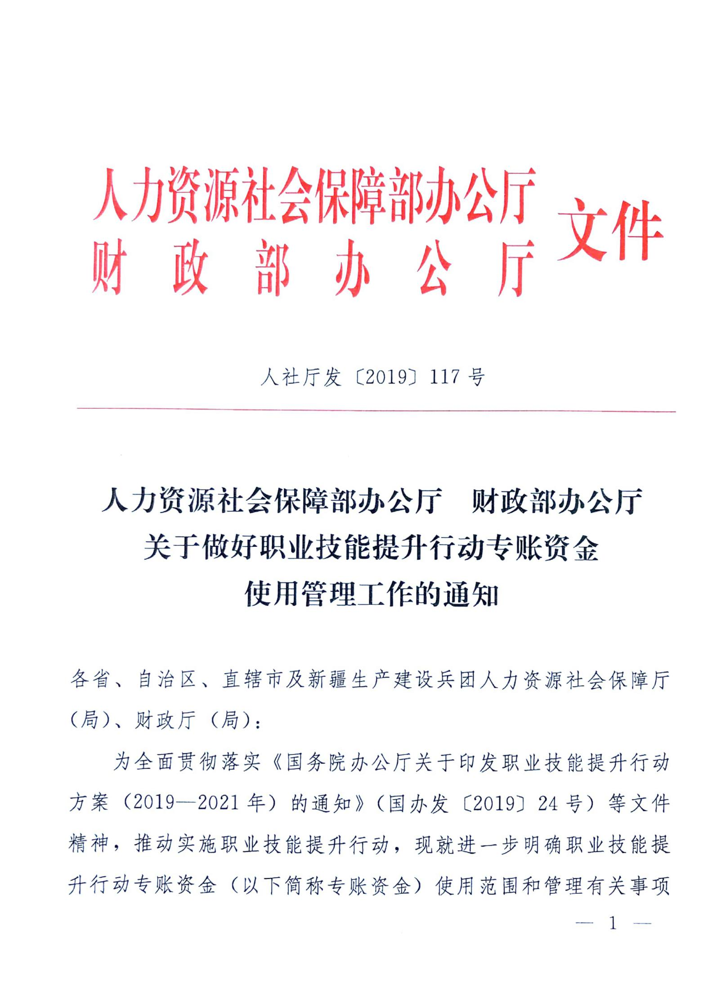 人力资源社会保障部办公厅
财政部办公厅
文件
人社厅发〔2019〕117号
人力资源社会保障部办公厅　财政部办公厅
关于做好职业技能提升行动专账资金
使用管理工作的通知
各省、自治区、直辖市及新疆生产建设兵团人力资源社会保障厅
（局）、财政厅（局）：
为全面贯彻落实《国务院办公厅关于印发职业技能提升行动
方案（2019—2021年）的通知》（国办发〔2019〕24号）等文件
精神，推动实施职业技能提升行动，现就进一步明确职业技能提
升行动专账资金（以下简称专账资金）使用范围和管理有关事项
— 1 —